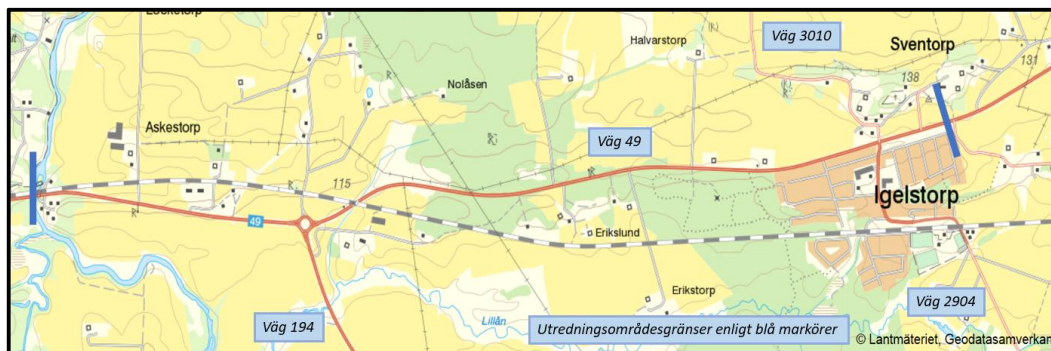 Väg 3010
Halvarstorp
Sventorp
131
138
Nolåsen
Askestorp
Väg 49
115
Igelstorp
49
Erikslund
Erikstorp
Väg 2904
Väg 194
Lillån
Utredningsområdesgränser enligt blå markörer
© Lantmäteriet, Geodatasamverkan